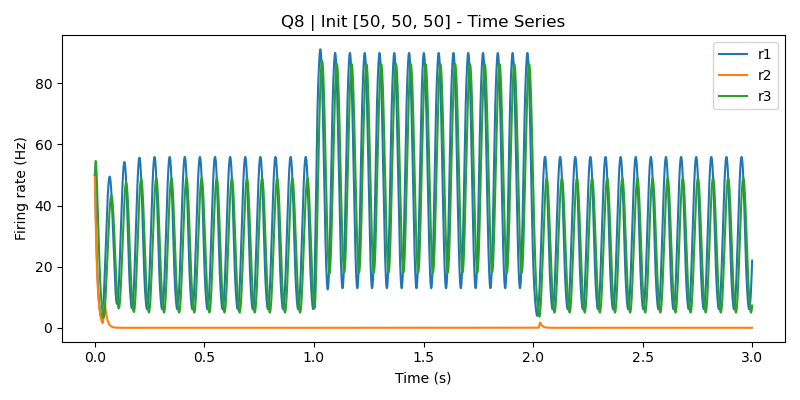 Q8 | Init [50, 50, 50] - Time Series
Firing rate (Hz)
80
60
40
20
0
r1
r2
r3
0.0 0.5 1.0 1.5 2.0 2.5 3.0
Time (s)